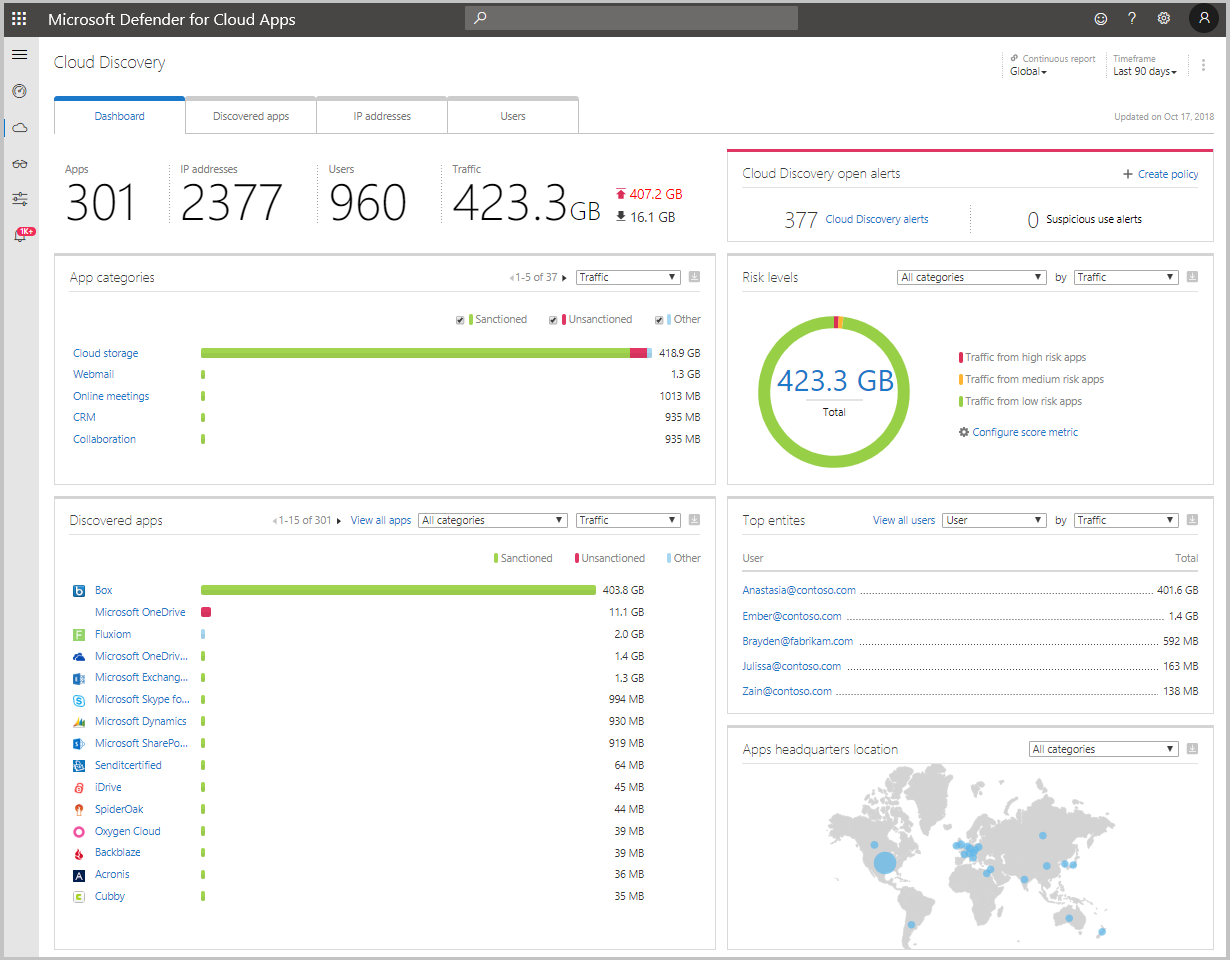 Microsoft Defender for Cloud Apps
?
Cloud Discovery
Continuous report
Global
Timeframe
Last 90 days
Dashboard
Discovered apps
IP addresses
Users
Updated on Oct 17, 2018
1K+
Apps
301
IP addresses
2377
Users
960
Traffic
423.3 GB
407.2 GB
16.1 GB
Cloud Discovery open alerts
+ Create policy
377 Cloud Discovery alerts
0 Suspicious use alerts
App categories
1-5 of 37
Traffic
Sanctioned
Unsanctioned
Other
Cloud storage 418.9 GB
Webmail 1.3 GB
Online meetings 1013 MB
CRM 935 MB
Collaboration 935 MB
Risk levels
All categories
by
Traffic
423.3 GB
Total
Traffic from high risk apps
Traffic from medium risk apps
Traffic from low risk apps
Configure score metric
Discovered apps
1-15 of 301
View all apps
All categories
Traffic
Sanctioned
Unsanctioned
Other
Box 403.8 GB
Microsoft OneDrive 11.1 GB
Fluxiom 2.0 GB
Microsoft OneDriv... 1.4 GB
Microsoft Exchang... 1.3 GB
Microsoft Skype fo... 994 MB
Microsoft Dynamics 930 MB
Microsoft SharePo... 919 MB
Senditcertified 64 MB
iDrive 45 MB
SpiderOak 44 MB
Oxygen Cloud 39 MB
Backblaze 39 MB
Acronis 36 MB
Cubby 35 MB
Top entites
View all users
User
by
Traffic
User Total
Anastasia@contoso.com 401.6 GB
Ember@contoso.com 1.4 GB
Brayden@fabrikam.com 592 MB
Julissa@contoso.com 163 MB
Zain@contoso.com 138 MB
Apps headquarters location
All categories